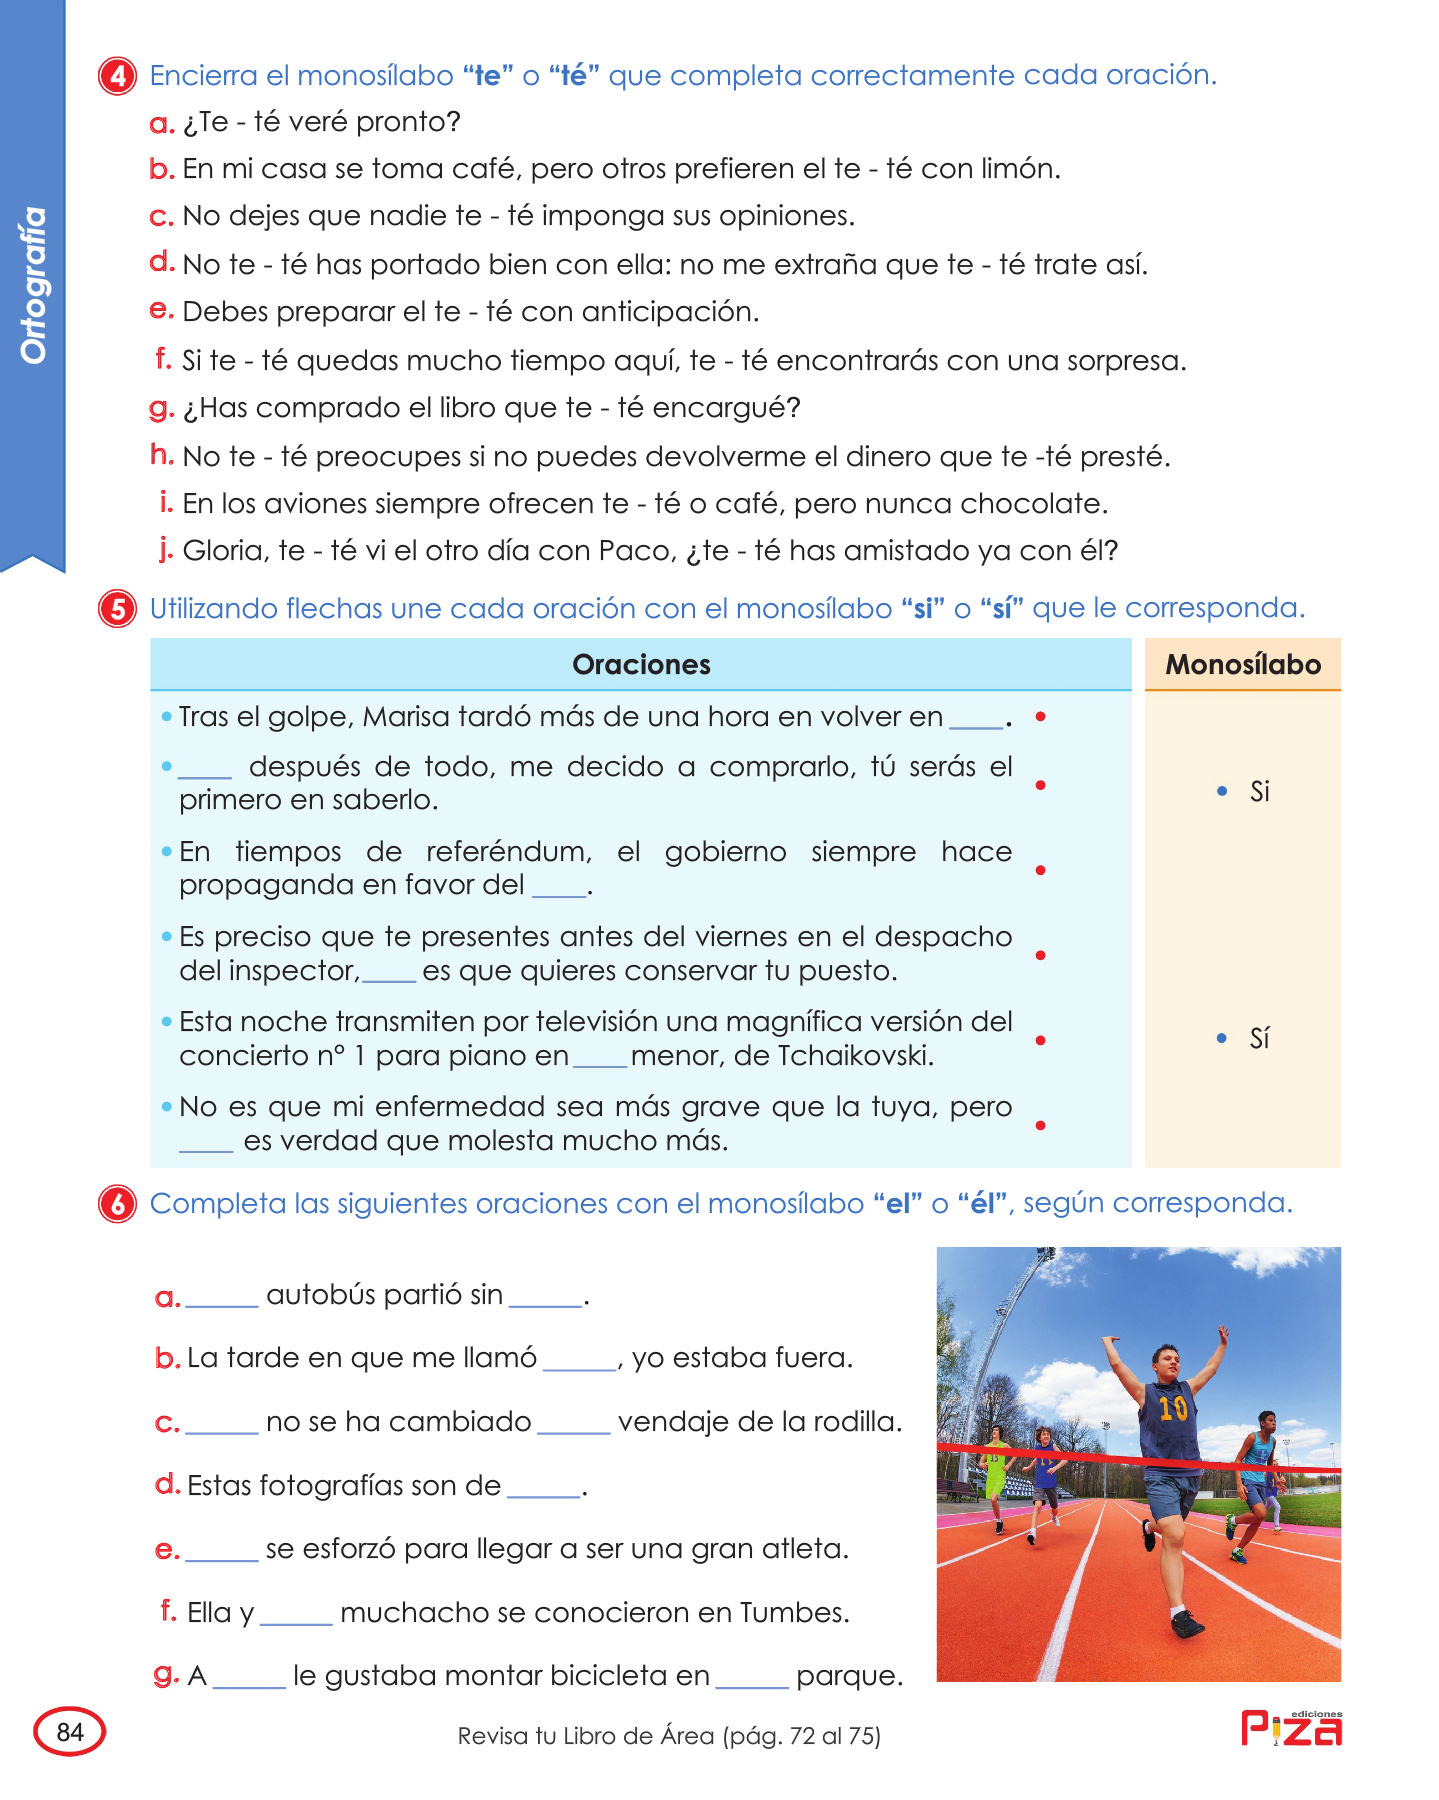 Ortografía
4 Encierra el monosílabo “te” o “té” que completa correctamente cada oración.
a. ¿Te - té veré pronto?
b. En mi casa se toma café, pero otros prefieren el te - té con limón.
c. No dejes que nadie te - té imponga sus opiniones.
d. No te - té has portado bien con ella: no me extraña que te - té trate así.
e. Debes preparar el te - té con anticipación.
f. Si te - té quedas mucho tiempo aquí, te - té encontrarás con una sorpresa.
g. ¿Has comprado el libro que te - té encargué?
h. No te - té preocupes si no puedes devolverme el dinero que te -té presté.
i. En los aviones siempre ofrecen te - té o café, pero nunca chocolate.
j. Gloria, te - té vi el otro día con Paco, ¿te - té has amistado ya con él?
5 Utilizando flechas une cada oración con el monosílabo “si” o “sí” que le corresponda.
Oraciones
• Tras el golpe, Marisa tardó más de una hora en volver en ____.
• ____ después de todo, me decido a comprarlo, tú serás el
primero en saberlo.
• En tiempos de referéndum, el gobierno siempre hace
propaganda en favor del ____.
• Es preciso que te presentes antes del viernes en el despacho
del inspector,____ es que quieres conservar tu puesto.
• Esta noche transmiten por televisión una magnífica versión del
concierto nº 1 para piano en____menor, de Tchaikovski.
• No es que mi enfermedad sea más grave que la tuya, pero
____ es verdad que molesta mucho más.
Monosílabo
• Si
• Sí
6 Completa las siguientes oraciones con el monosílabo “el” o “él”, según corresponda.
a. _____ autobús partió sin _____.
b. La tarde en que me llamó _____, yo estaba fuera.
c. _____ no se ha cambiado _____ vendaje de la rodilla.
d. Estas fotografías son de _____.
e. _____ se esforzó para llegar a ser una gran atleta.
f. Ella y _____ muchacho se conocieron en Tumbes.
g. A _____ le gustaba montar bicicleta en _____ parque.
10
84
Revisa tu Libro de Área (pág. 72 al 75)
ediciones
Piza